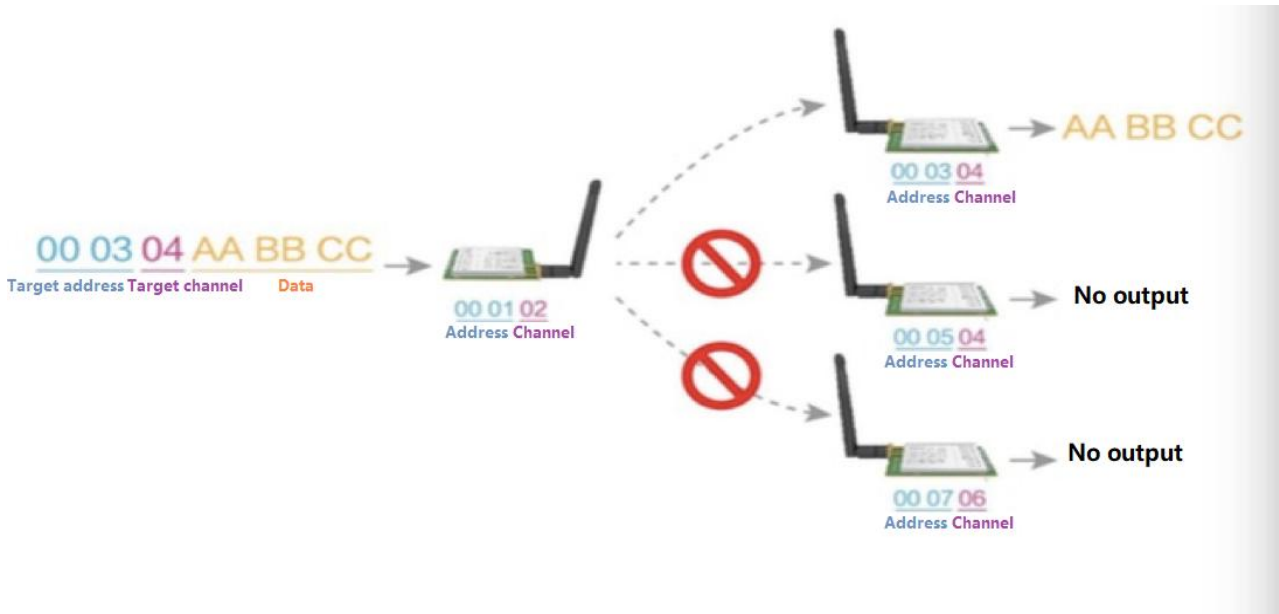 AA BB CC
00 03 04
Address Channel
00 03 04 AA BB CC
Target address Target channel Data
00 01 02
Address Channel
No output
00 05 04
Address Channel
No output
00 07 06
Address Channel